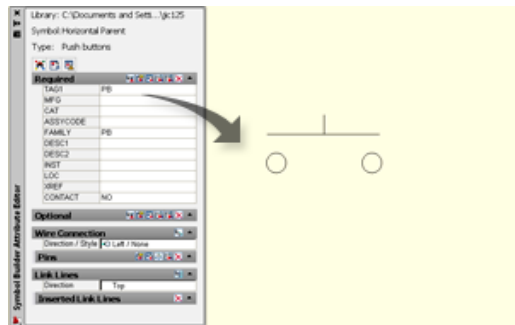 Library: C:\Documents and Setti...\jic125
Symbol: Horizontal Parent
Type: Push buttons
Required
TAG1 PB
MFG
CAT
ASSYCODE
FAMILY PB
DESC1
DESC2
INST
LOC
XREF
CONTACT NO
Optional
Wire Connection
Direction / Style Left / None
Pins
Link Lines
Direction Top
Inserted Link Lines
Symbol Builder Attribute Editor